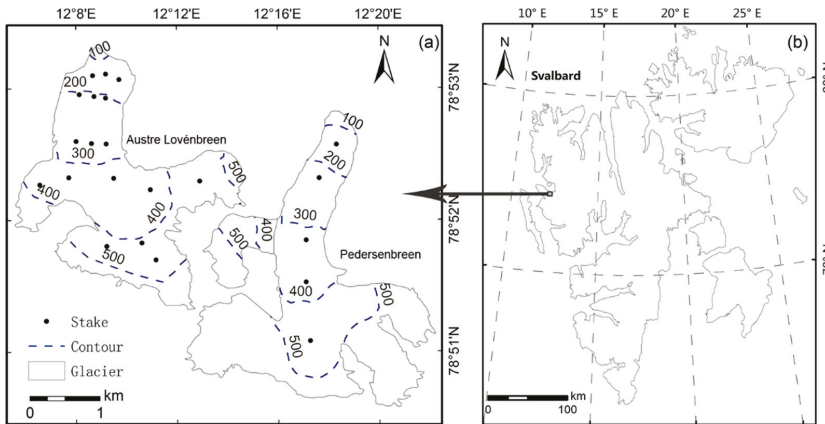 12°8'E 12°12'E 12°16'E 12°20'E
(a)
N
100
200
300
400
400
500
500
Austre Lovénbreen
100
200
300
400
400
500
500
500
Pedersenbreen
78°53'N
78°52'N
78°51'N
Stake
Contour
Glacier
0 1 km
10° E 15°E 20°E 25°E
(b)
N
Svalbard
78°N
0 100 km